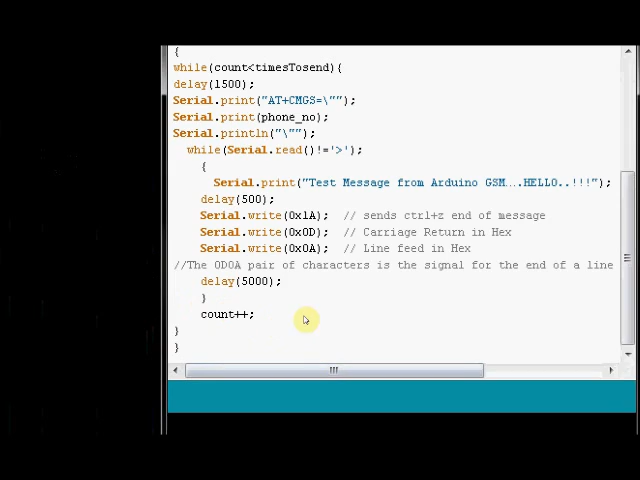 {
while(count<timesTosend){
delay(1500);
Serial.print("AT+CMGS=\"");
Serial.print(phone_no);
Serial.println("\"");
while(Serial.read()!='>');
{
Serial.print("Test Message from Arduino GSM...HELLO..!!!");
delay(500);
Serial.write(0x1A); // sends ctrl+z end of message
Serial.write(0x0D); // Carriage Return in Hex
Serial.write(0x0A); // Line feed in Hex
//The 0D0A pair of characters is the signal for the end of a line
delay(5000);
}
count++;
}
}